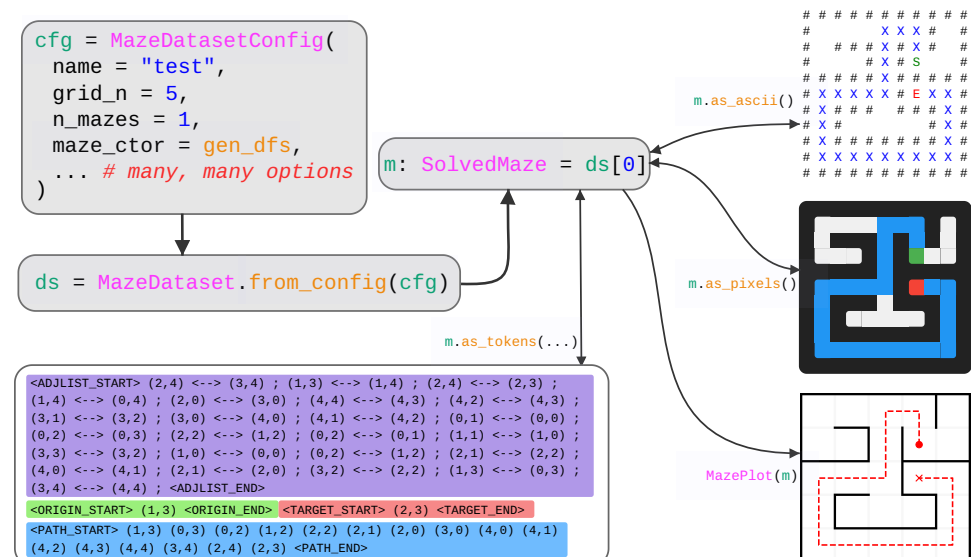 cfg = MazeDatasetConfig(
name = "test",
grid_n = 5,
n_mazes = 1,
maze_ctor = gen_dfs,
... # many, many options
)
ds = MazeDataset.from_config(cfg)
m: SolvedMaze = ds[0]
m.as_ascii()
# # # # # # # # # # #
#         X X X #   #
#   # # # X # X #   #
#       # X # S     #
# # # # # X # # # # #
# X X X X X # E X X #
# X # # #   # # # X #
# X #           # X #
# X # # # # # # # X #
# X X X X X X X X X #
# # # # # # # # # # #
m.as_pixels()
MazePlot(m)
m.as_tokens(...)
<ADJLIST_START> (2,4) <--> (3,4) ; (1,3) <--> (1,4) ; (2,4) <--> (2,3) ;
(1,4) <--> (0,4) ; (2,0) <--> (3,0) ; (4,4) <--> (4,3) ; (4,2) <--> (4,3) ;
(3,1) <--> (3,2) ; (3,0) <--> (4,0) ; (4,1) <--> (4,2) ; (0,1) <--> (0,0) ;
(0,2) <--> (0,3) ; (2,2) <--> (1,2) ; (0,2) <--> (0,1) ; (1,1) <--> (1,0) ;
(3,3) <--> (3,2) ; (1,0) <--> (0,0) ; (0,2) <--> (1,2) ; (2,1) <--> (2,2) ;
(4,0) <--> (4,1) ; (2,1) <--> (2,0) ; (3,2) <--> (2,2) ; (1,3) <--> (0,3) ;
(3,4) <--> (4,4) ; <ADJLIST_END>
<ORIGIN_START> (1,3) <ORIGIN_END> <TARGET_START> (2,3) <TARGET_END>
<PATH_START> (1,3) (0,3) (0,2) (1,2) (2,2) (2,1) (2,0) (3,0) (4,0) (4,1)
(4,2) (4,3) (4,4) (3,4) (2,4) (2,3) <PATH_END>